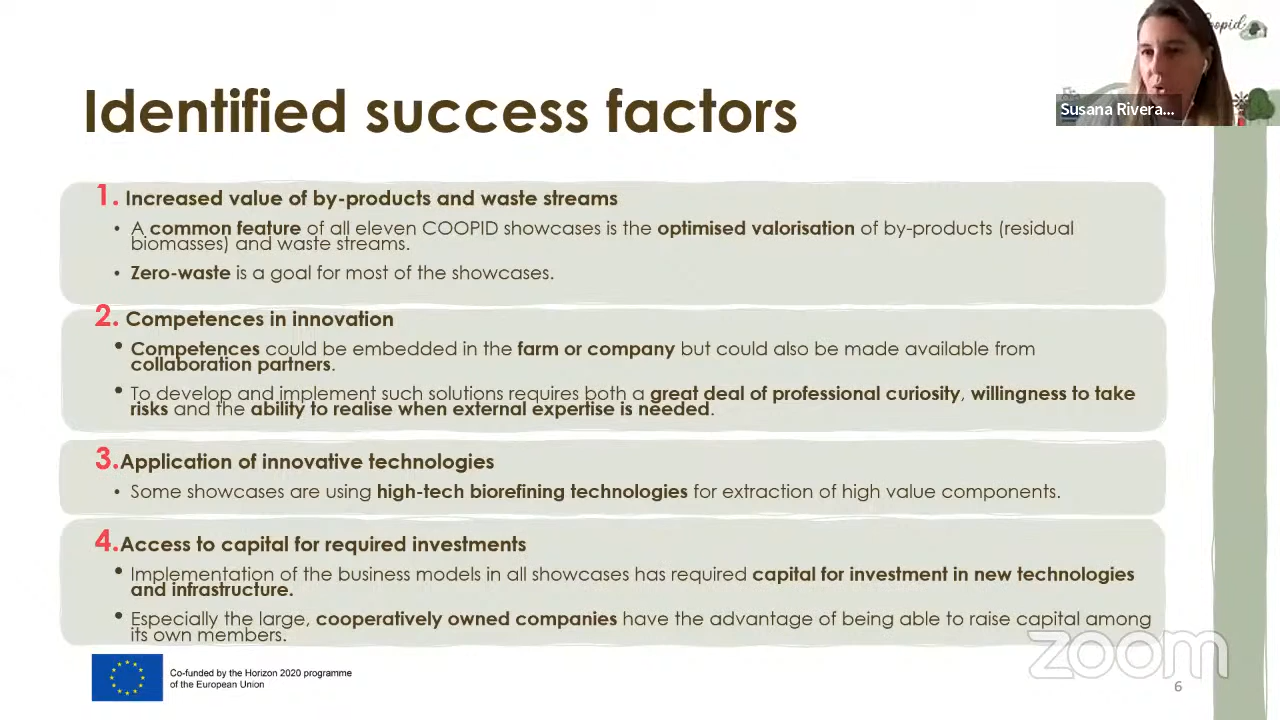 Coopid
Identified success factors
Susana Rivera...
1. Increased value of by-products and waste streams
• A common feature of all eleven COOPID showcases is the optimised valorisation of by-products (residual
biomasses) and waste streams.
• Zero-waste is a goal for most of the showcases.
2. Competences in innovation
• Competences could be embedded in the farm or company but could also be made available from
collaboration partners.
• To develop and implement such solutions requires both a great deal of professional curiosity, willingness to take
risks and the ability to realise when external expertise is needed.
3.Application of innovative technologies
• Some showcases are using high-tech biorefining technologies for extraction of high value components.
4.Access to capital for required investments
• Implementation of the business models in all showcases has required capital for investment in new technologies
and infrastructure.
• Especially the large, cooperatively owned companies have the advantage of being able to raise capital among
its own members.
Co-funded by the Horizon 2020 programme
of the European Union
zoom
6